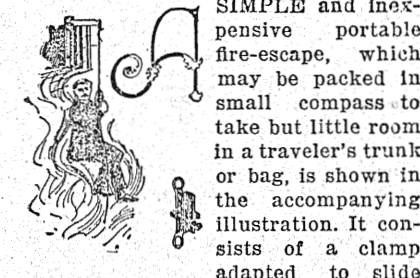 A SIMPLE and inex-
pensive portable
fire-escape, which
may be packed in
small compass to
take but little room
in a traveler's trunk
or bag, is shown in
the accompanying
illustration. It con-
sists of a clamp
adapted to slide